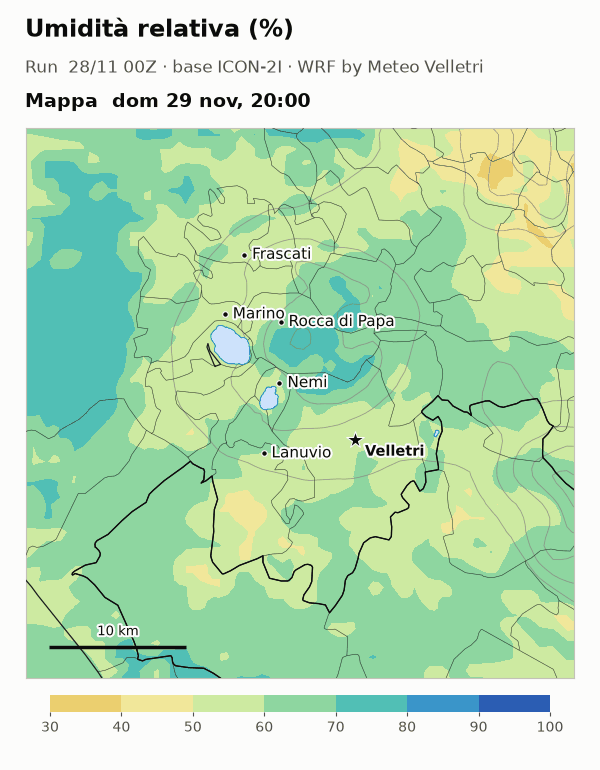 Umidità relativa (%)
Run  28/11 00Z · base ICON-2I · WRF by Meteo Velletri
Mappa  dom 29 nov, 20:00
Frascati
Marino
Rocca di Papa
Nemi
Velletri
Lanuvio
10 km
30 40 50 60 70 80 90 100